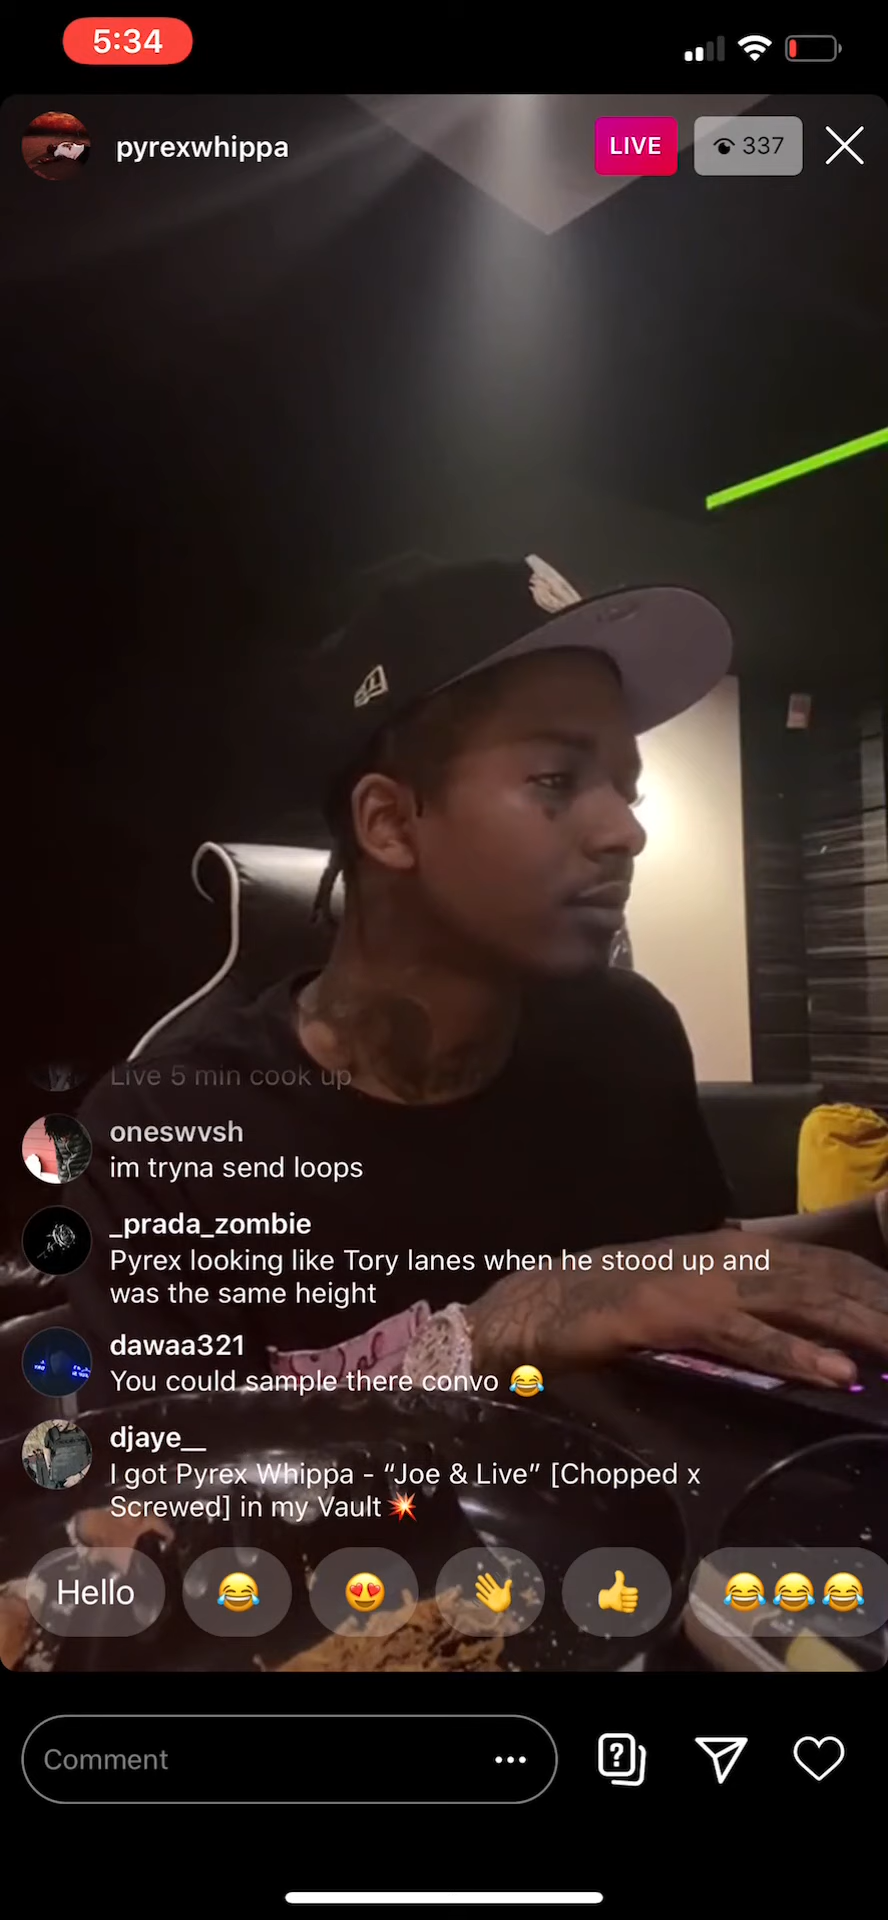 5:34
pyrexwhippa
LIVE
337
Live 5 min cook up
oneswvsh
im tryna send loops
_prada_zombie
Pyrex looking like Tory lanes when he stood up and
was the same height
dawaa321
You could sample there convo 😂
djaye__
I got Pyrex Whippa - “Joe & Live” [Chopped x
Screwed] in my Vault 💥
Hello
😂
😍
👋
👍
😂😂😂
Comment